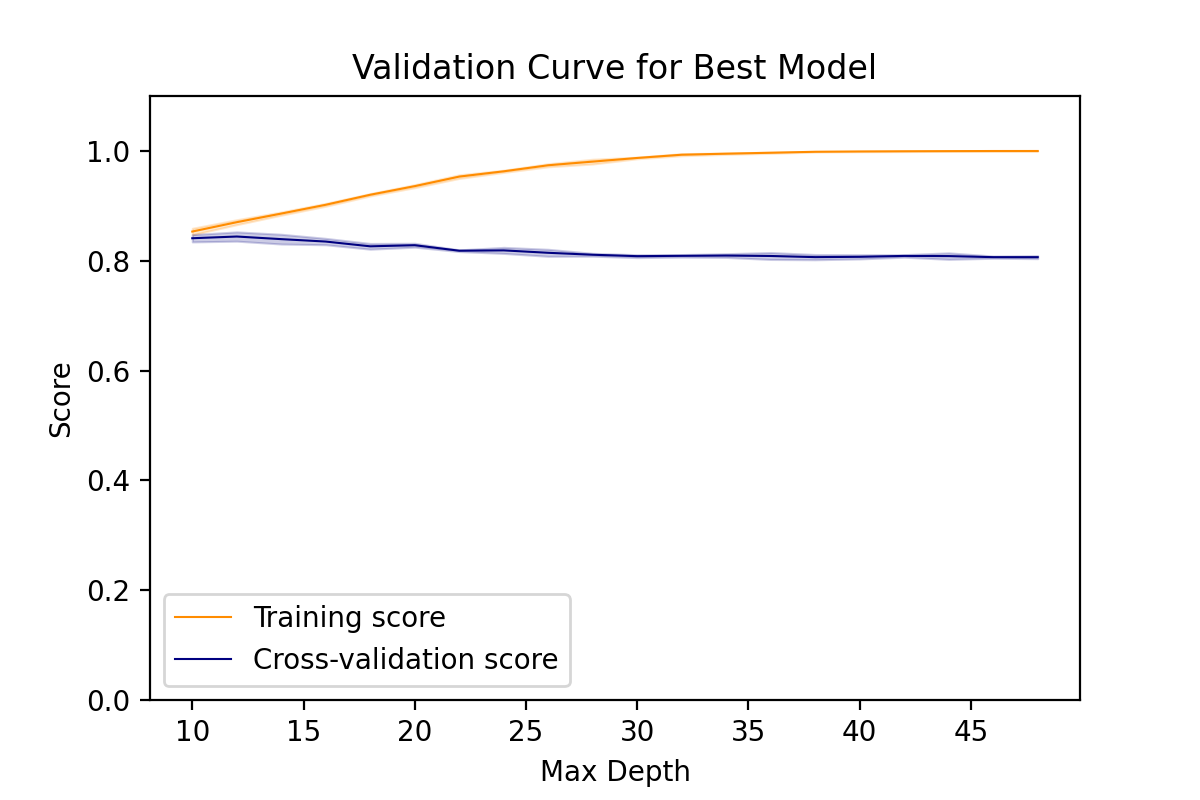 Validation Curve for Best Model
1.0
0.8
0.6
0.4
0.2
0.0
Score
Training score
Cross-validation score
10 15 20 25 30 35 40 45
Max Depth